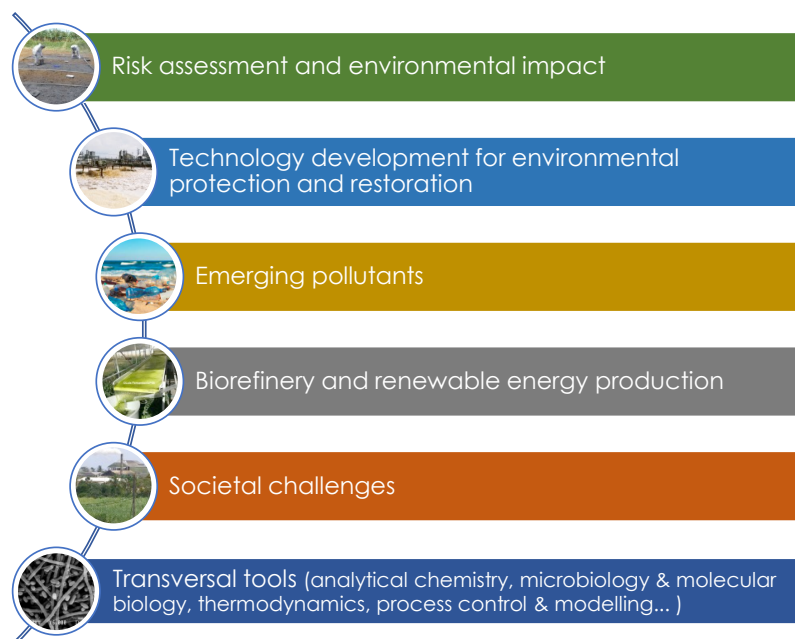 Risk assessment and environmental impact
Technology development for environmental
protection and restoration
Emerging pollutants
Biorefinery and renewable energy production
Societal challenges
Transversal tools (analytical chemistry, microbiology & molecular
biology, thermodynamics, process control & modelling... )